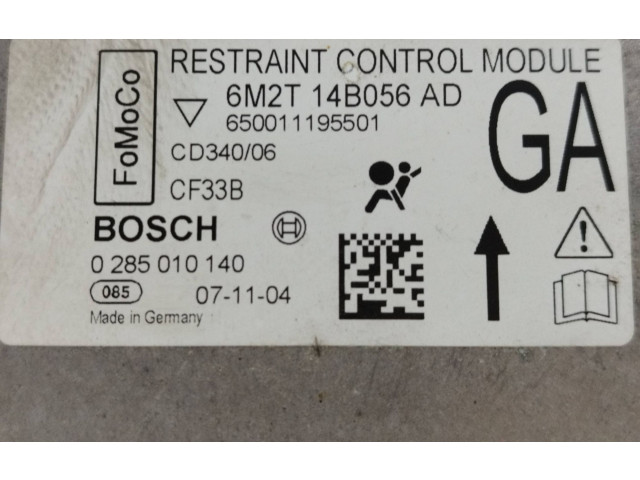 RESTRAINT CONTROL MODULE
FoMoCo
6M2T 14B056 AD
650011195501
GA
CD340/06
CF33B
BOSCH
0 285 010 140
085 07-11-04
Made in Germany